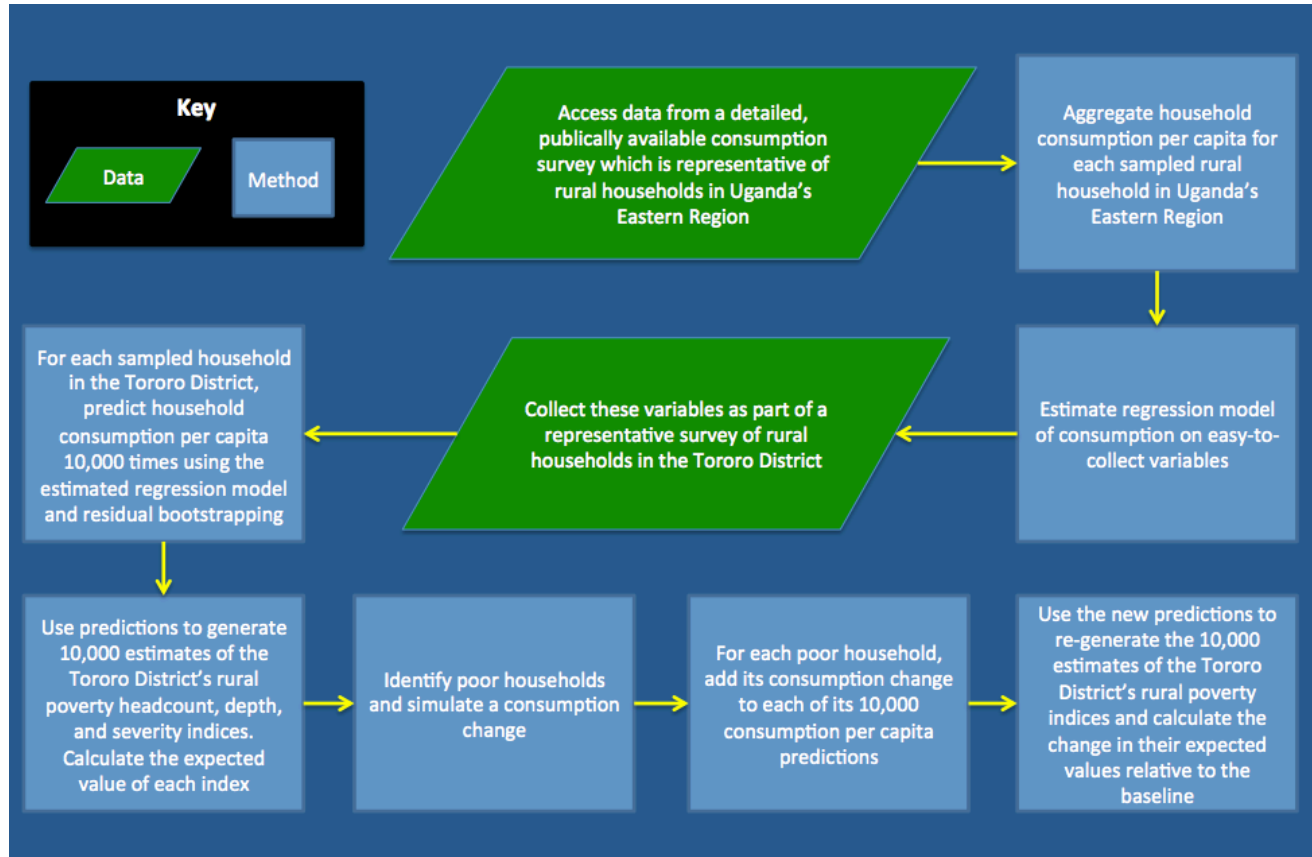 Key
Data
Method
Access data from a detailed,
publically available consumption
survey which is representative of
rural households in Uganda's
Eastern Region
Aggregate household
consumption per capita for
each sampled rural
household in Uganda's
Eastern Region
Estimate regression model
of consumption on easy-to-
collect variables
Collect these variables as part of a
representative survey of rural
households in the Tororo District
For each sampled household
in the Tororo District,
predict household
consumption per capita
10,000 times using the
estimated regression model
and residual bootstrapping
Use predictions to generate
10,000 estimates of the
Tororo District's rural
poverty headcount, depth,
and severity indices.
Calculate the expected
value of each index
Identify poor households
and simulate a consumption
change
For each poor household,
add its consumption change
to each of its 10,000
consumption per capita
predictions
Use the new predictions to
re-generate the 10,000
estimates of the Tororo
District's rural poverty
indices and calculate the
change in their expected
values relative to the
baseline